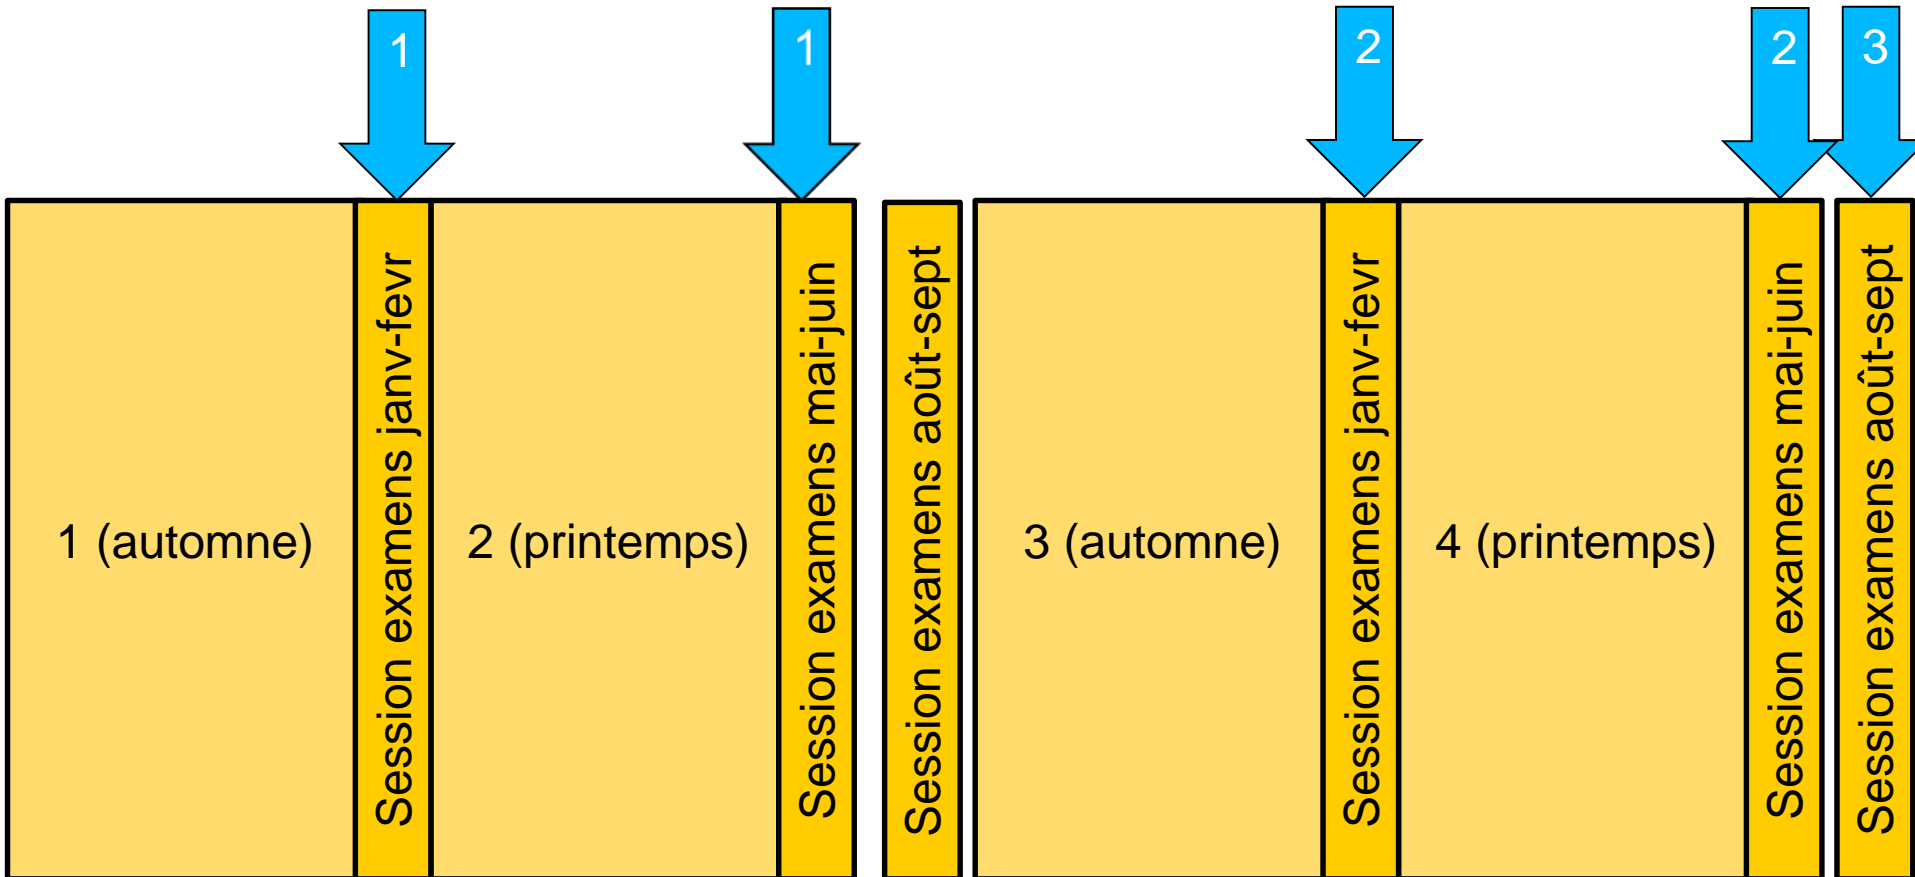 1
1
2
2
3
1 (automne)
Session examens janv-fevr
2 (printemps)
Session examens mai-juin
Session examens août-sept
3 (automne)
Session examens janv-fevr
4 (printemps)
Session examens mai-juin
Session examens août-sept